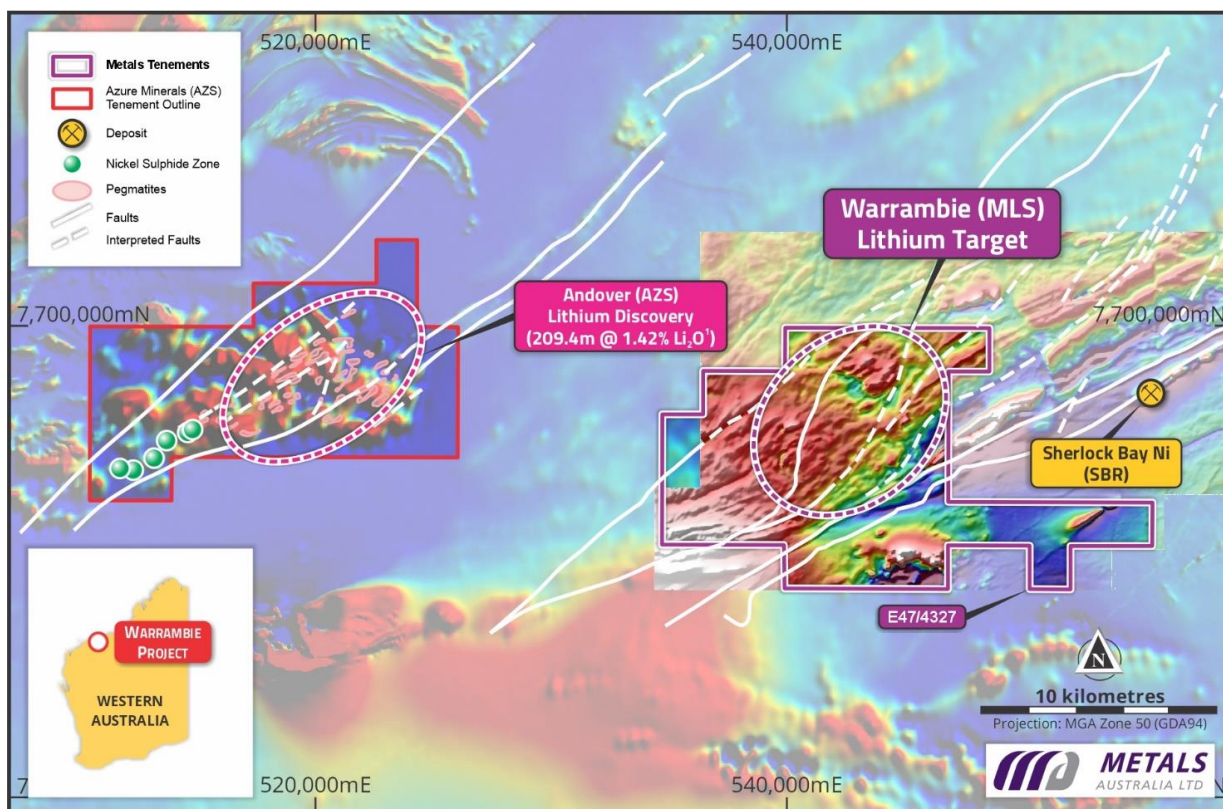 520,000mE
540,000mE
Metals Tenements
Azure Minerals (AZS)
Tenement Outline
Deposit
Nickel Sulphide Zone
Pegmatites
Faults
Interpreted Faults
Warrambie (MLS)
Lithium Target
7,700,000mN
7,700,000mN
Andover (AZS)
Lithium Discovery
(209.4m @ 1.42% Li₂O¹)
Sherlock Bay Ni
(SBR)
E47/4327
WARRAMBIE
PROJECT
WESTERN
AUSTRALIA
N
10 kilometres
Projection: MGA Zone 50 (GDA94)
METALS
AUSTRALIA LTD
520,000mE
540,000mE